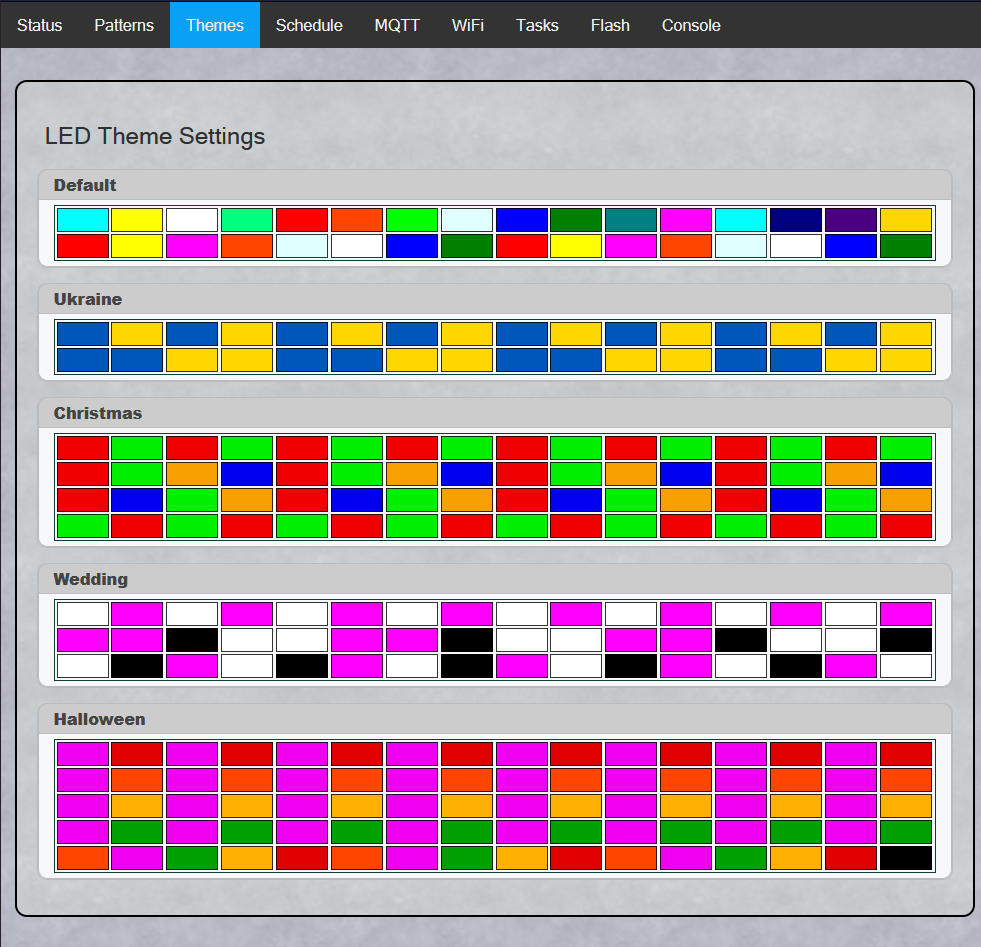 Status Patterns Themes Schedule MQTT WiFi Tasks Flash Console
LED Theme Settings
Default
Ukraine
Christmas
Wedding
Halloween